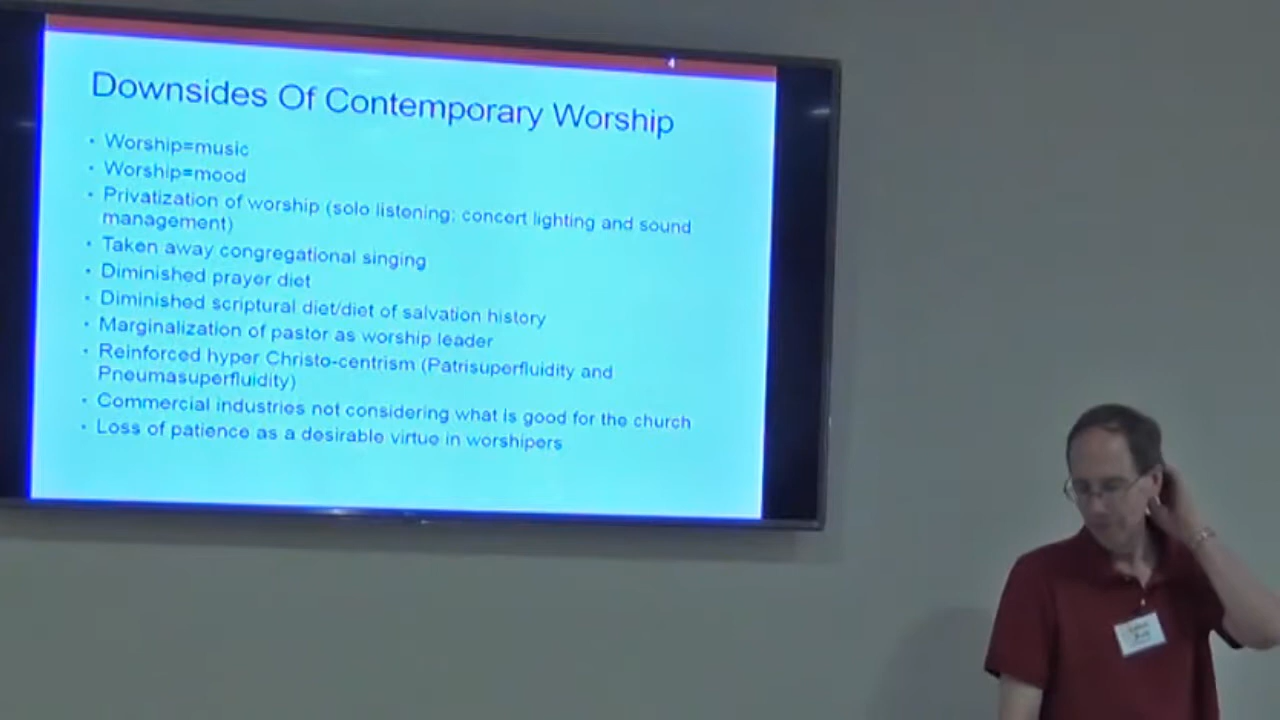 4
Downsides Of Contemporary Worship
• Worship=music
• Worship=mood
• Privatization of worship (solo listening; concert lighting and sound
management)
• Taken away congregational singing
• Diminished prayer diet
• Diminished scriptural diet/diet of salvation history
• Marginalization of pastor as worship leader
• Reinforced hyper Christo-centrism (Patrisuperfluidity and
Pneumasuperfluidity)
• Commercial industries not considering what is good for the church
• Loss of patience as a desirable virtue in worshipers